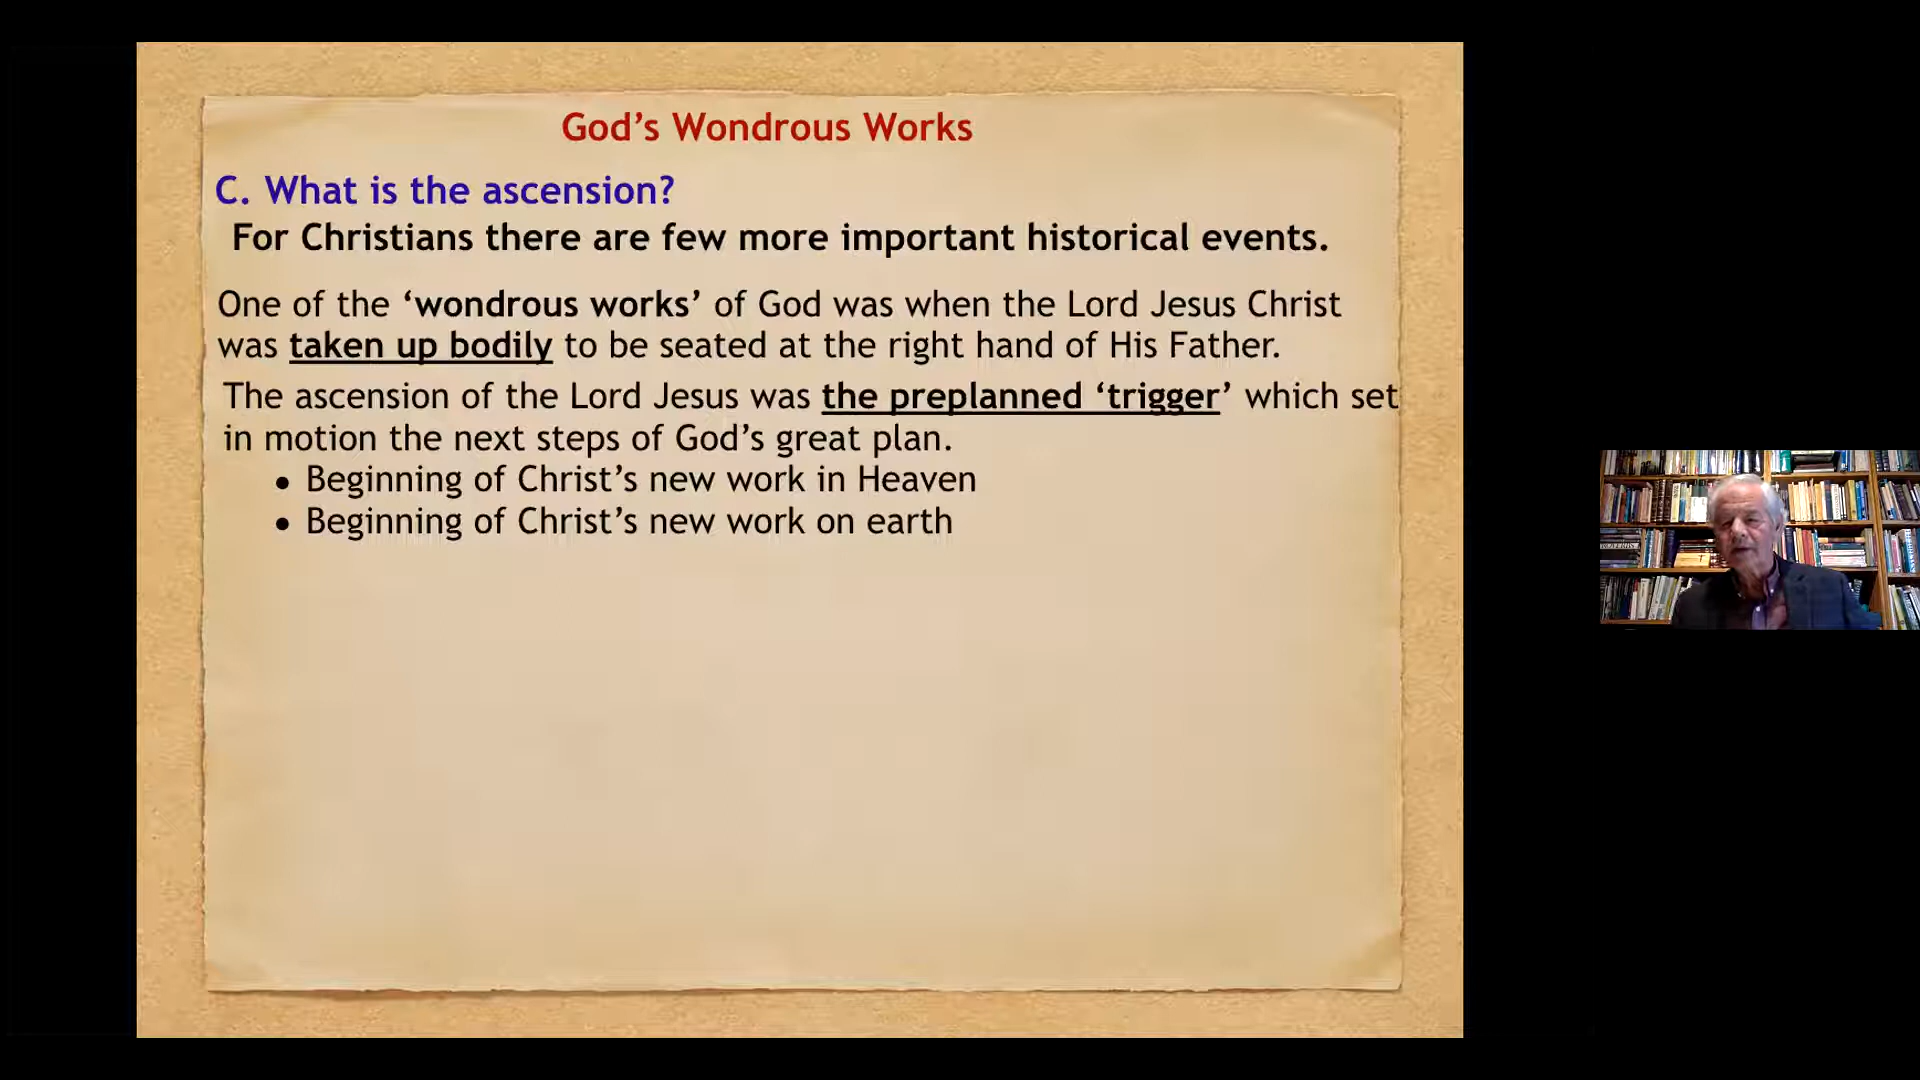 God’s Wondrous Works
C. What is the ascension?
For Christians there are few more important historical events.
One of the ‘wondrous works’ of God was when the Lord Jesus Christ
was taken up bodily to be seated at the right hand of His Father.
The ascension of the Lord Jesus was the preplanned ‘trigger’ which set
in motion the next steps of God’s great plan.
• Beginning of Christ’s new work in Heaven
• Beginning of Christ’s new work on earth